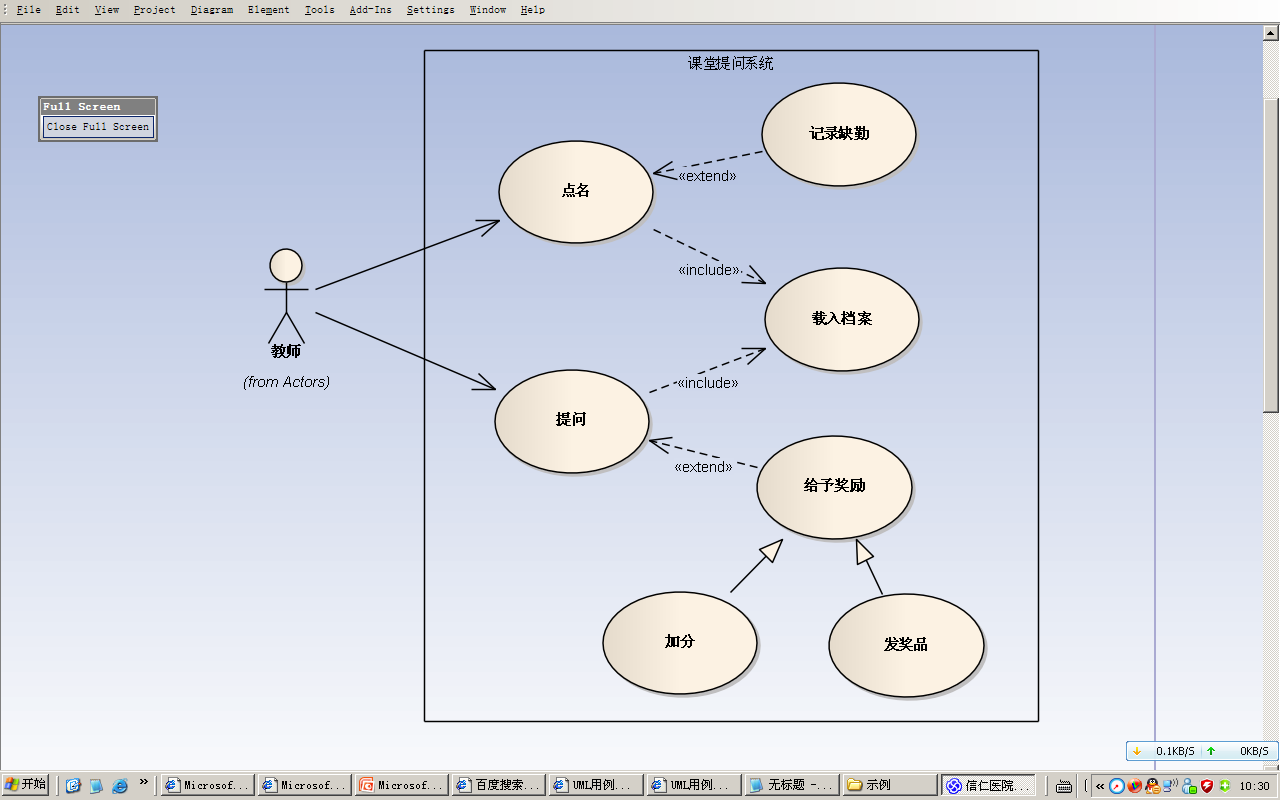 File Edit View Project Diagram Element Tools Add-Ins Settings Window Help
Full Screen
Close Full Screen
课堂提问系统
记录缺勤
点名
«extend»
«include»
教师
(from Actors)
载入档案
«include»
提问
«extend»
给予奖励
加分
发奖品
0.1KB/S 0KB/S
开始 » Microsof... Microsof... Microsof... 百度搜索... UML用例... UML用例... 无标题 -... 示例 信仁医院... « 10:30